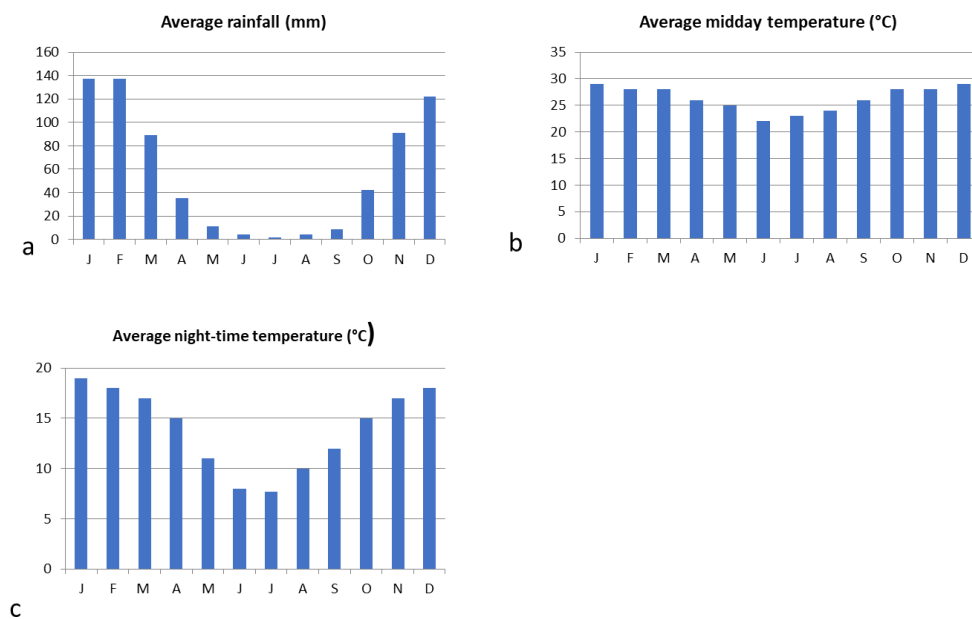 Average rainfall (mm)
160
140
120
100
80
60
40
20
0
J F M A M J J A S O N D
a
Average midday temperature (°C)
35
30
25
20
15
10
5
0
J F M A M J J A S O N D
b
Average night-time temperature (°C)
20
15
10
5
0
J F M A M J J A S O N D
c